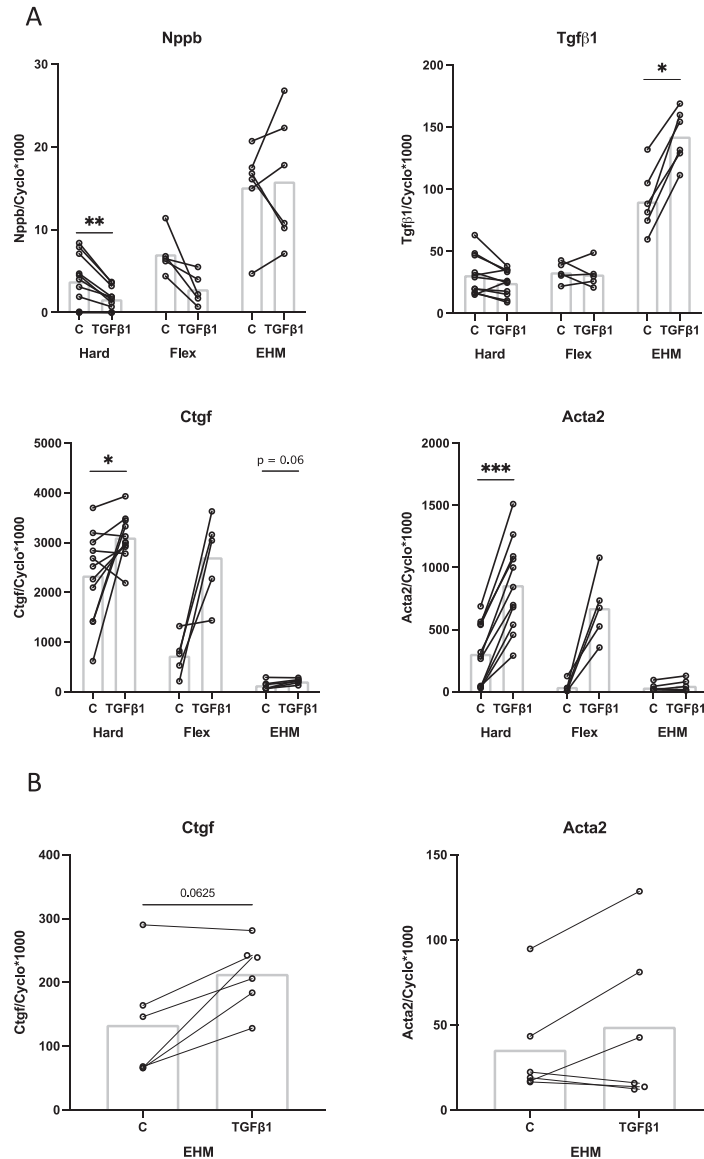 A
Nppb
Nppb/Cyclo*1000
30
20
10
0
**
C TGFβ1 C TGFβ1 C TGFβ1
Hard Flex EHM
Tgfβ1
Tgfβ1/Cyclo*1000
200
150
100
50
0
*
C TGFβ1 C TGFβ1 C TGFβ1
Hard Flex EHM
Ctgf
Ctgf/Cyclo*1000
5000
4000
3000
2000
1000
0
*
p = 0.06
C TGFβ1 C TGFβ1 C TGFβ1
Hard Flex EHM
Acta2
Acta2/Cyclo*1000
2000
1500
1000
500
0
***
C TGFβ1 C TGFβ1 C TGFβ1
Hard Flex EHM
B
Ctgf
Ctgf/Cyclo*1000
400
300
200
100
0
0.0625
C TGFβ1
EHM
Acta2
Acta2/Cyclo*1000
150
100
50
0
C TGFβ1
EHM